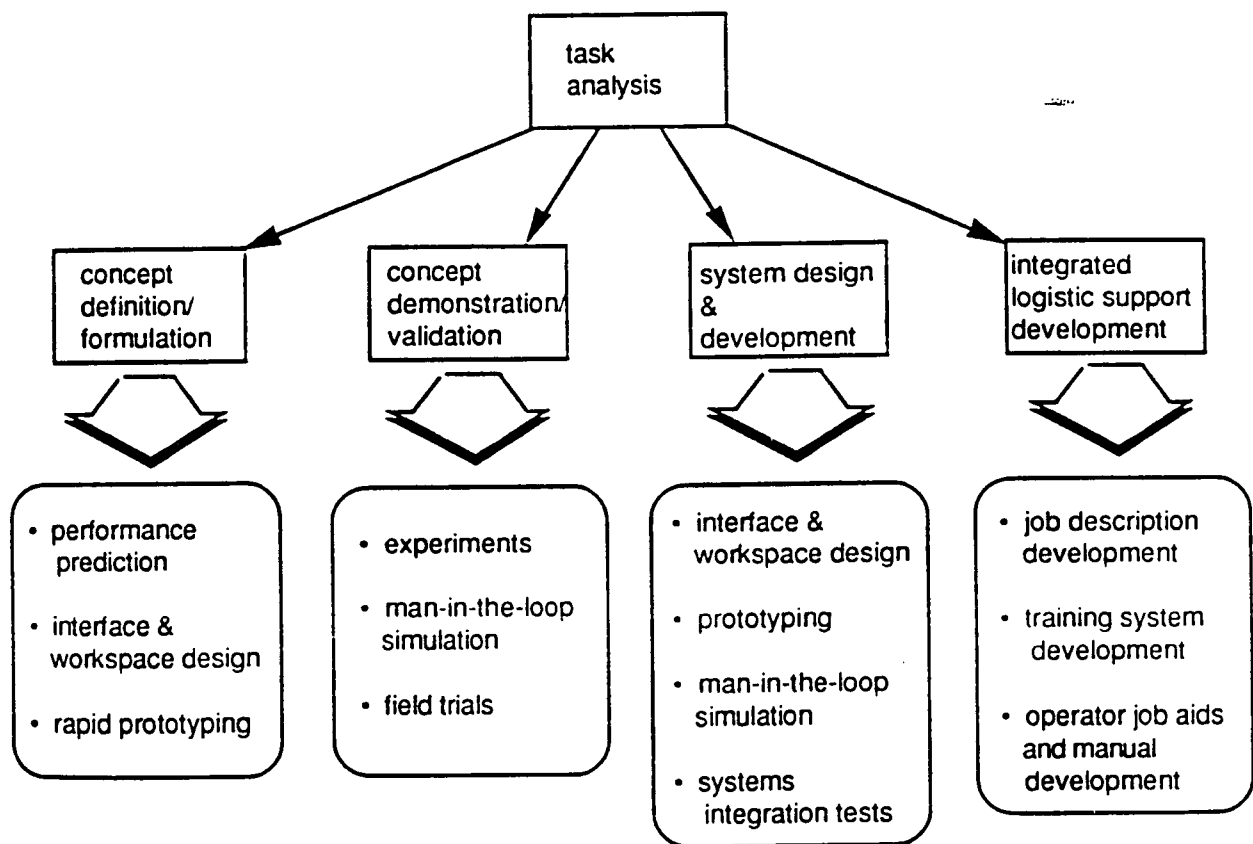 task
analysis
concept
definition/
formulation
concept
demonstration/
validation
system design
&
development
integrated
logistic support
development
• performance
prediction
• interface &
workspace design
• rapid prototyping
• experiments
• man-in-the-loop
simulation
• field trials
• interface &
workspace design
• prototyping
• man-in-the-loop
simulation
• systems
integration tests
• job description
development
• training system
development
• operator job aids
and manual
development